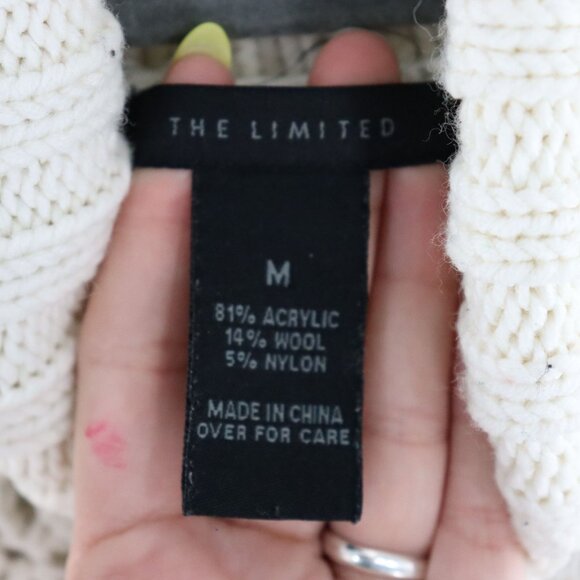 THE LIMITED
M
81% ACRYLIC
14% WOOL
5% NYLON
MADE IN CHINA
OVER FOR CARE